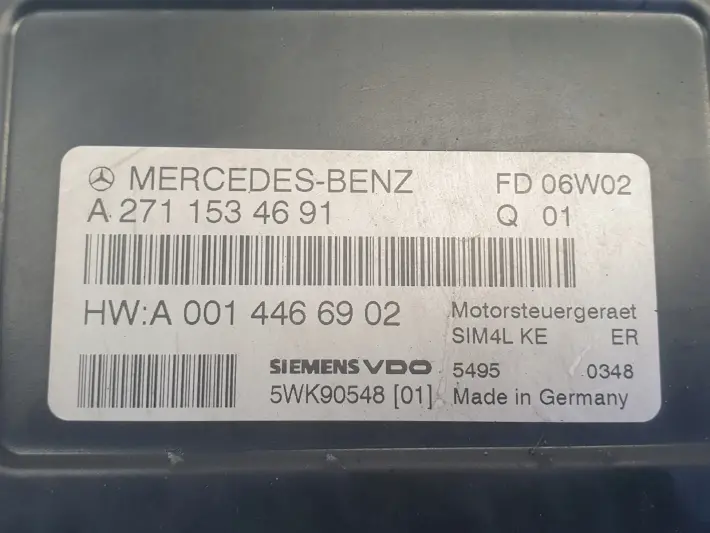 MERCEDES-BENZ FD 06W02
A 271 153 46 91 Q 01
HW:A 001 446 69 02 Motorsteuergeraet
SIM4L KE ER
SIEMENS VDO 5495 0348
5WK90548 [01] Made in Germany